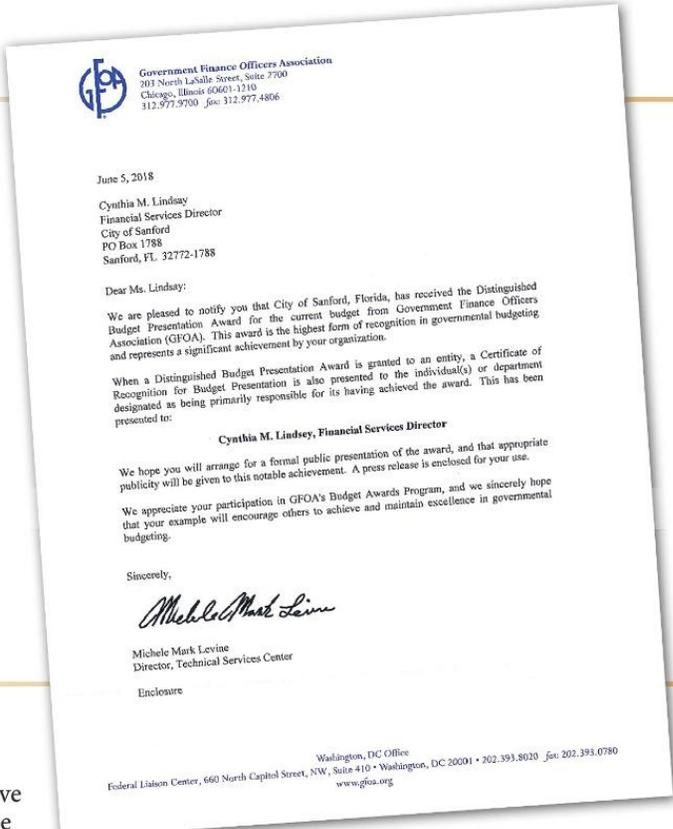 GFOA
Government Finance Officers Association
203 North LaSalle Street, Suite 2700
Chicago, Illinois 60601-1210
312.977.9700 fax: 312.977.4806
June 5, 2018
Cynthia M. Lindsay
Financial Services Director
City of Sanford
PO Box 1788
Sanford, FL 32772-1788
Dear Ms. Lindsay:
We are pleased to notify you that City of Sanford, Florida, has received the Distinguished
Budget Presentation Award for the current budget from Government Finance Officers
Association (GFOA). This award is the highest form of recognition in governmental budgeting
and represents a significant achievement by your organization.
When a Distinguished Budget Presentation Award is granted to an entity, a Certificate of
Recognition for Budget Presentation is also presented to the individual(s) or department
designated as being primarily responsible for its having achieved the award. This has been
presented to:
Cynthia M. Lindsey, Financial Services Director
We hope you will arrange for a formal public presentation of the award, and that appropriate
publicity will be given to this notable achievement. A press release is enclosed for your use.
We appreciate your participation in GFOA's Budget Awards Program, and we sincerely hope
that your example will encourage others to achieve and maintain excellence in governmental
budgeting.
Sincerely,
Michele Mark Levine
Michele Mark Levine
Director, Technical Services Center
Enclosure
Washington, DC Office
Federal Liaison Center, 660 North Capitol Street, NW, Suite 410 • Washington, DC 20001 • 202.393.8020 fax: 202.393.0780
www.gfoa.org